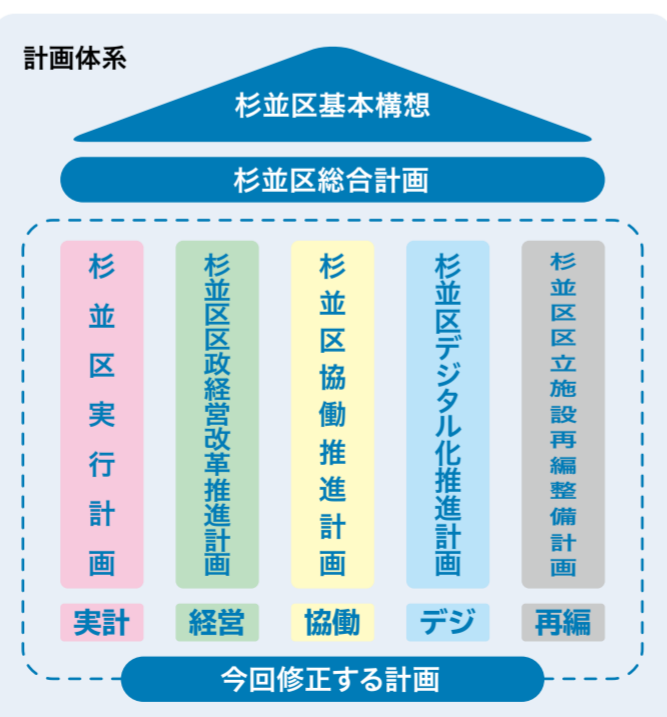 計画体系
杉並区基本構想
杉並区総合計画
杉並区実行計画
杉並区区政経営改革推進計画
杉並区協働推進計画
杉並区デジタル化推進計画
杉並区区立施設再編整備計画
実計
経営
協働
デジ
再編
今回修正する計画